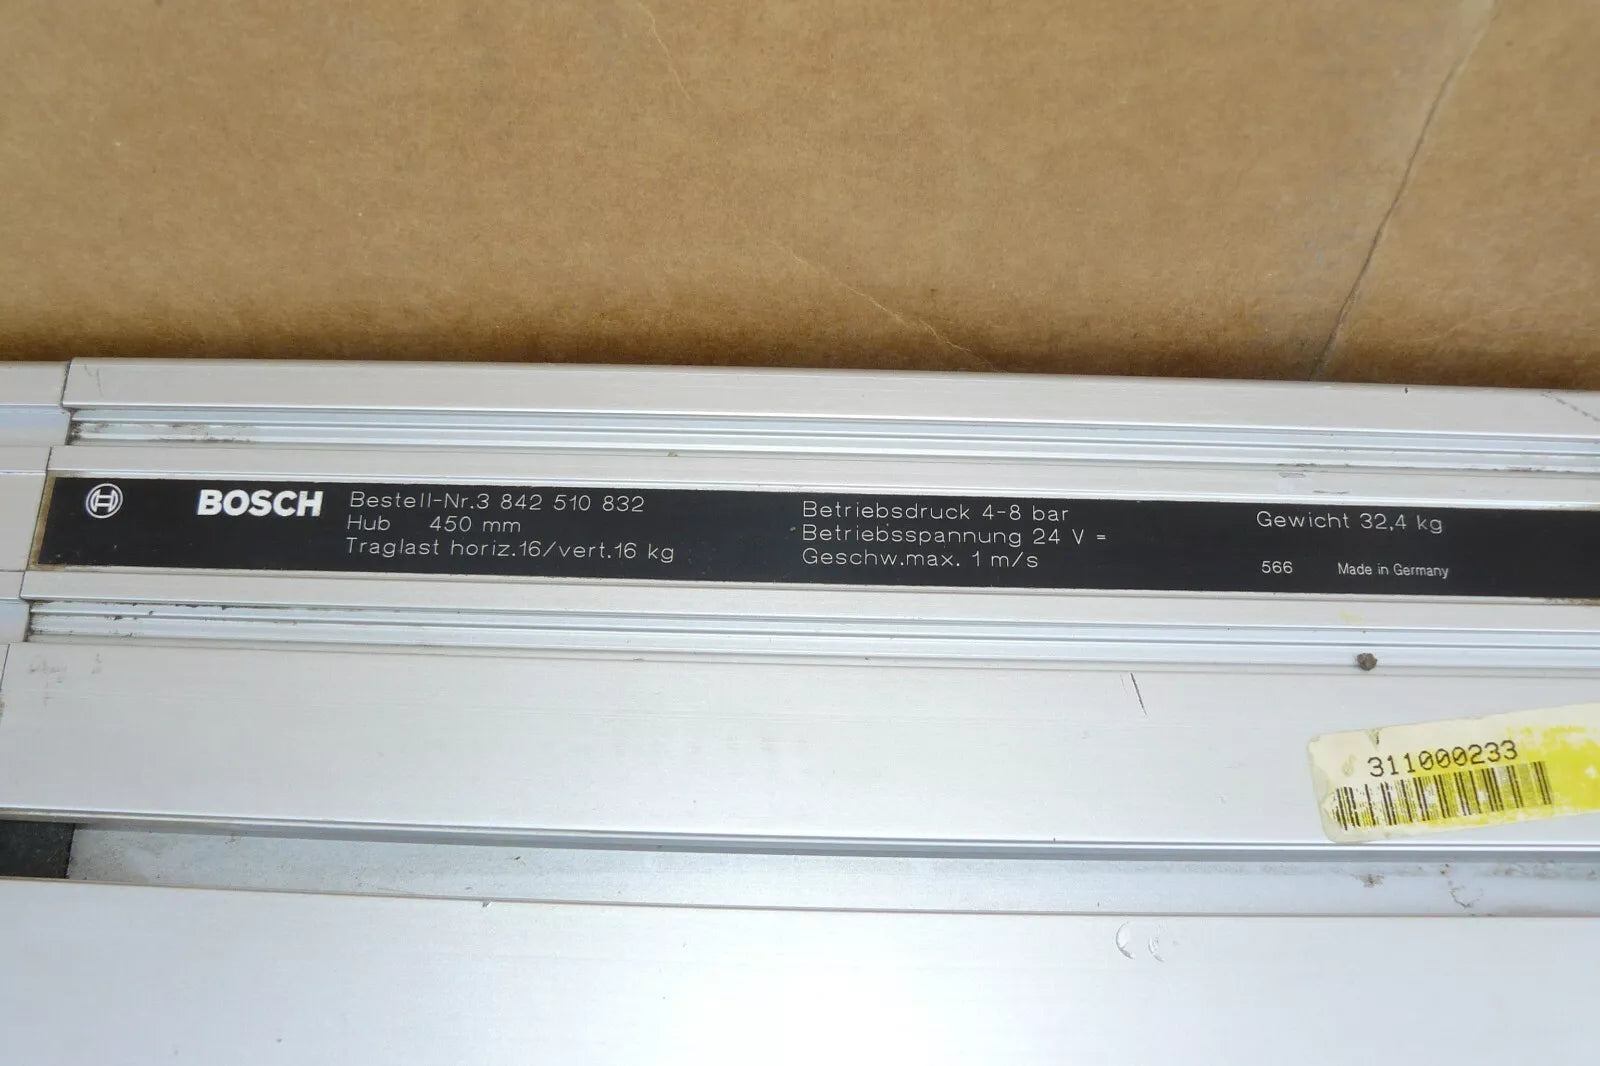 BOSCH
Bestell-Nr.3 842 510 832
Hub 450 mm
Traglast horiz.16/vert.16 kg
Betriebsdruck 4-8 bar
Betriebsspannung 24 V =
Geschw.max. 1 m/s
Gewicht 32,4 kg
566 Made in Germany
311000233